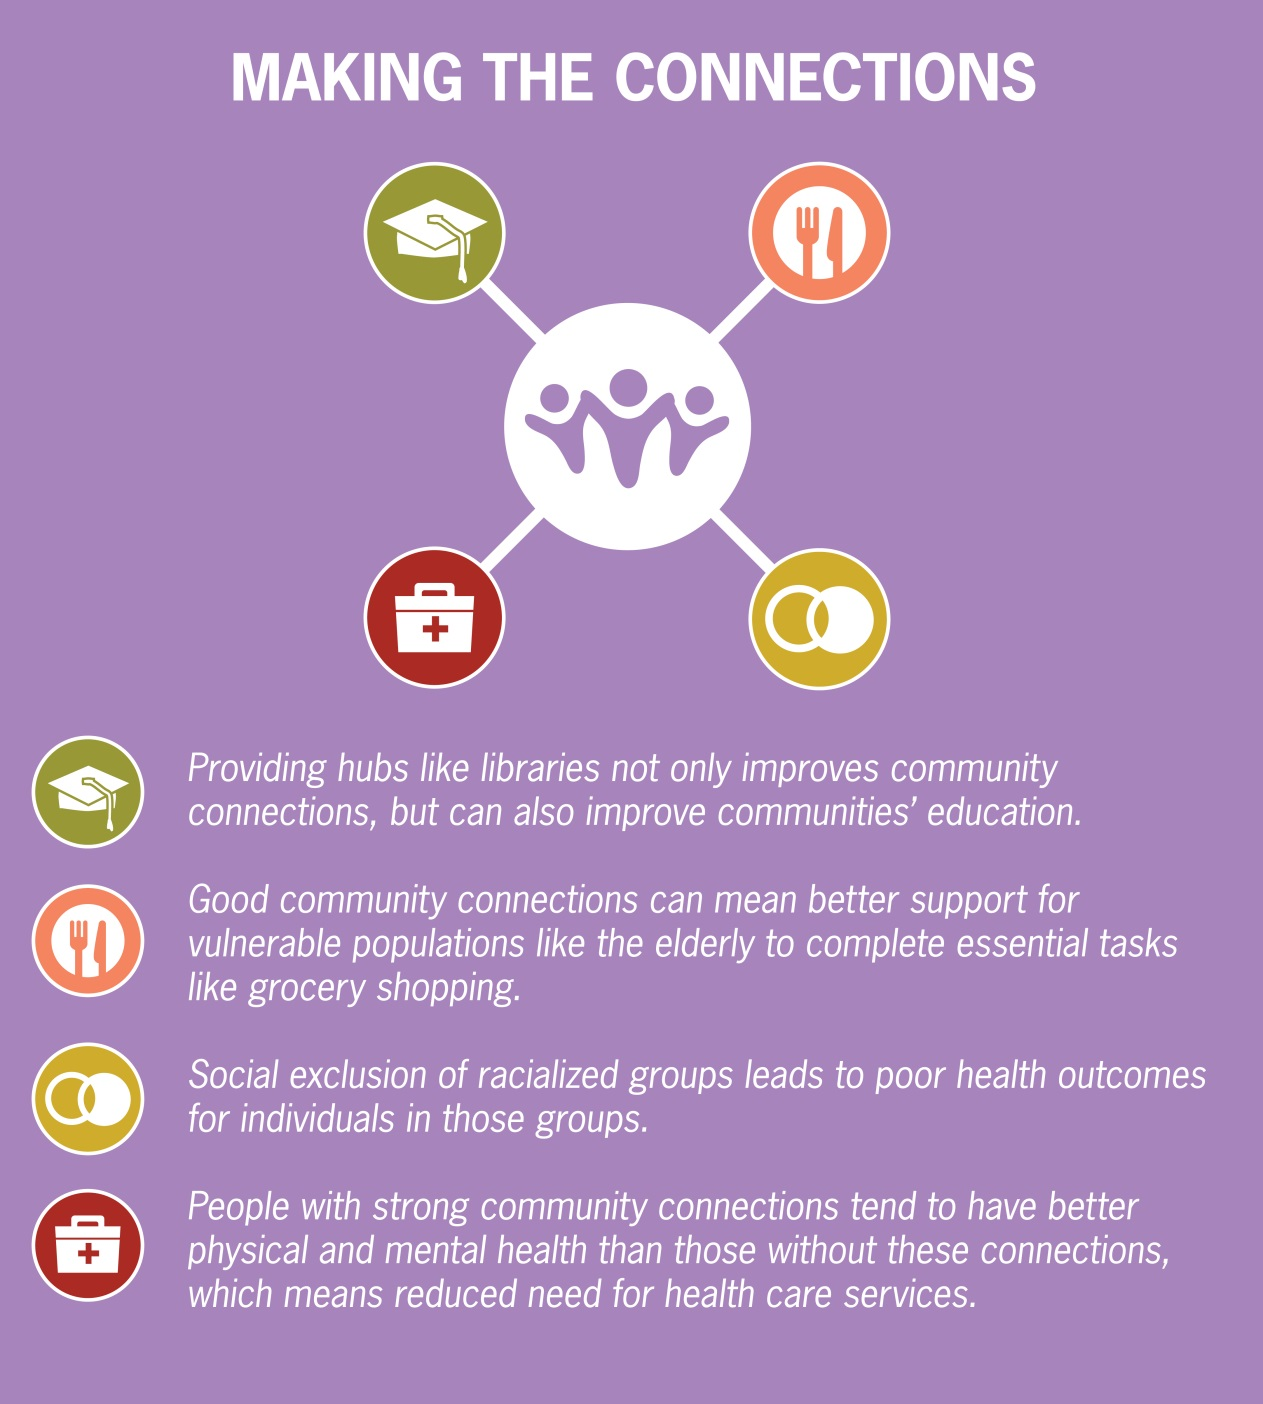 MAKING THE CONNECTIONS
Providing hubs like libraries not only improves community
connections, but can also improve communities’ education.
Good community connections can mean better support for
vulnerable populations like the elderly to complete essential tasks
like grocery shopping.
Social exclusion of racialized groups leads to poor health outcomes
for individuals in those groups.
People with strong community connections tend to have better
physical and mental health than those without these connections,
which means reduced need for health care services.